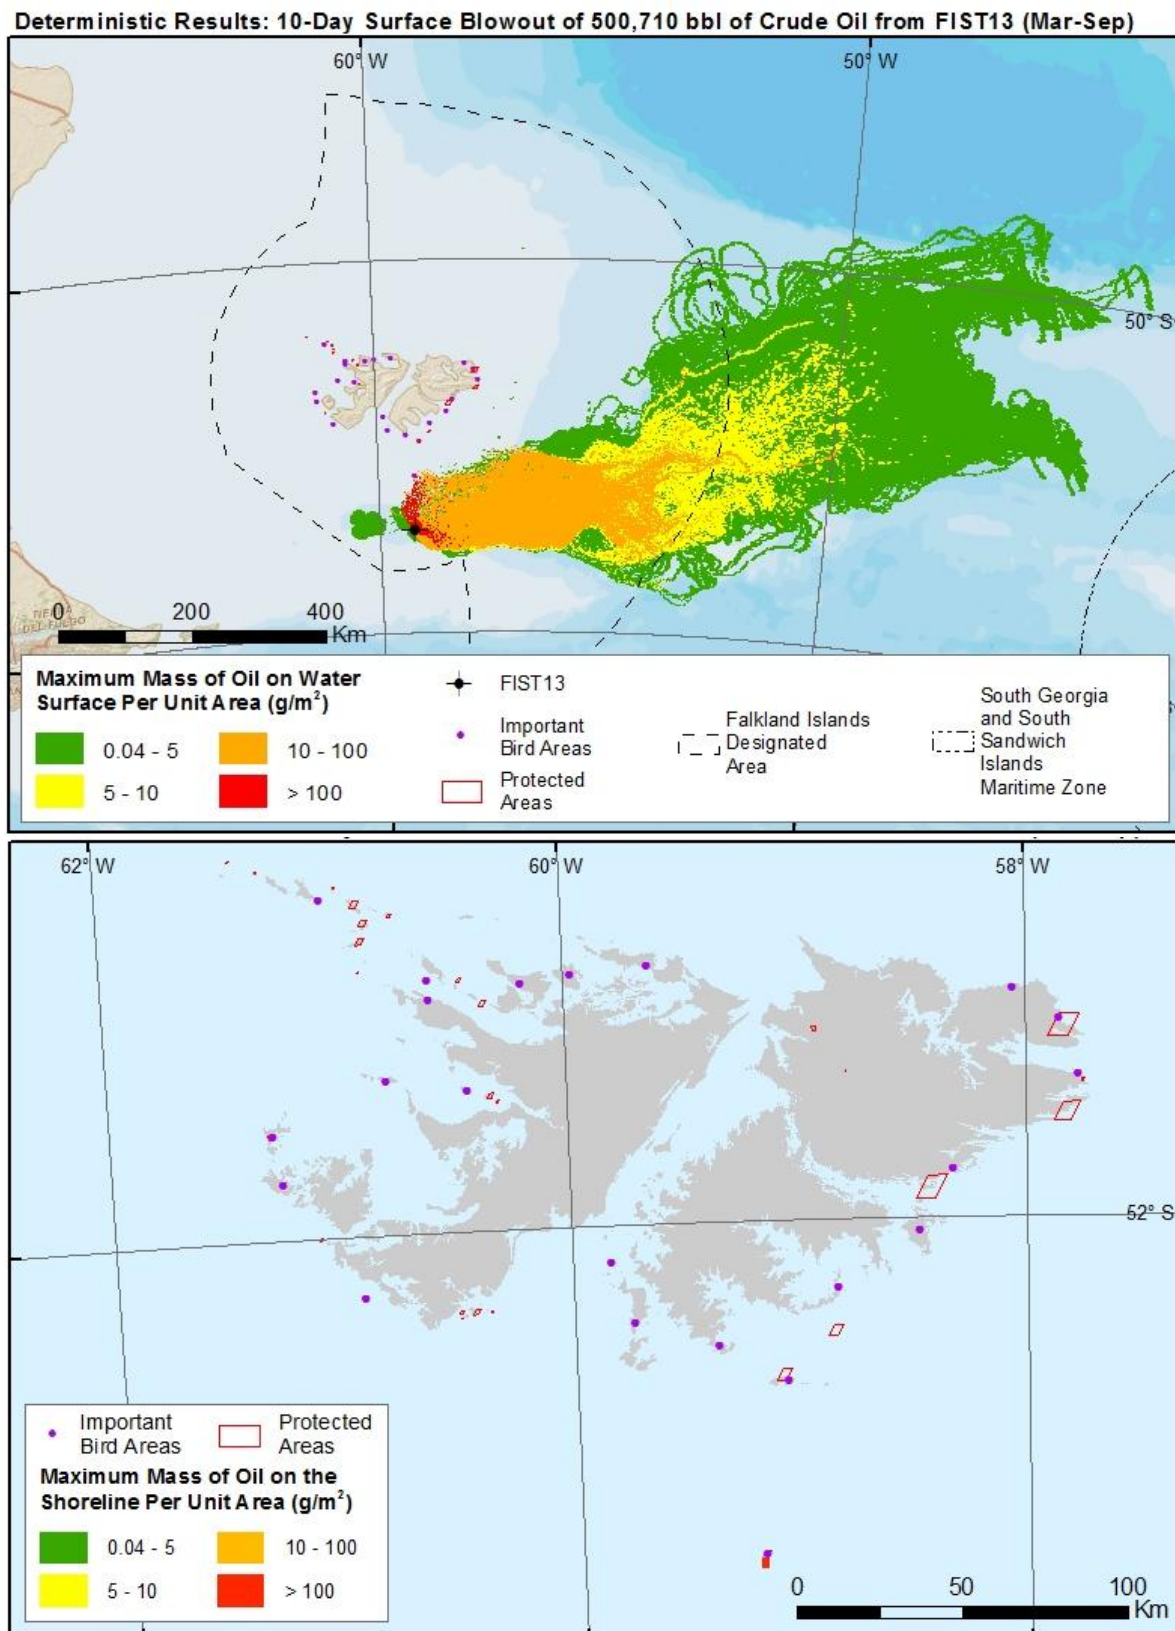 Deterministic Results: 10-Day Surface Blowout of 500,710 bbl of Crude Oil from FIST13 (Mar-Sep)
60° W
50° W
50° S
TIERRA
DEL FUEGO
0
200
400
Km
Maximum Mass of Oil on Water
Surface Per Unit Area (g/m²)
0.04 - 5
10 - 100
5 - 10
> 100
FIST13
Important
Bird Areas
Protected
Areas
Falkland Islands
Designated
Area
South Georgia
and South
Sandwich
Islands
Maritime Zone
62° W
60° W
58° W
52° S
Important
Bird Areas
Protected
Areas
Maximum Mass of Oil on the
Shoreline Per Unit Area (g/m²)
0.04 - 5
10 - 100
5 - 10
> 100
0
50
100
Km